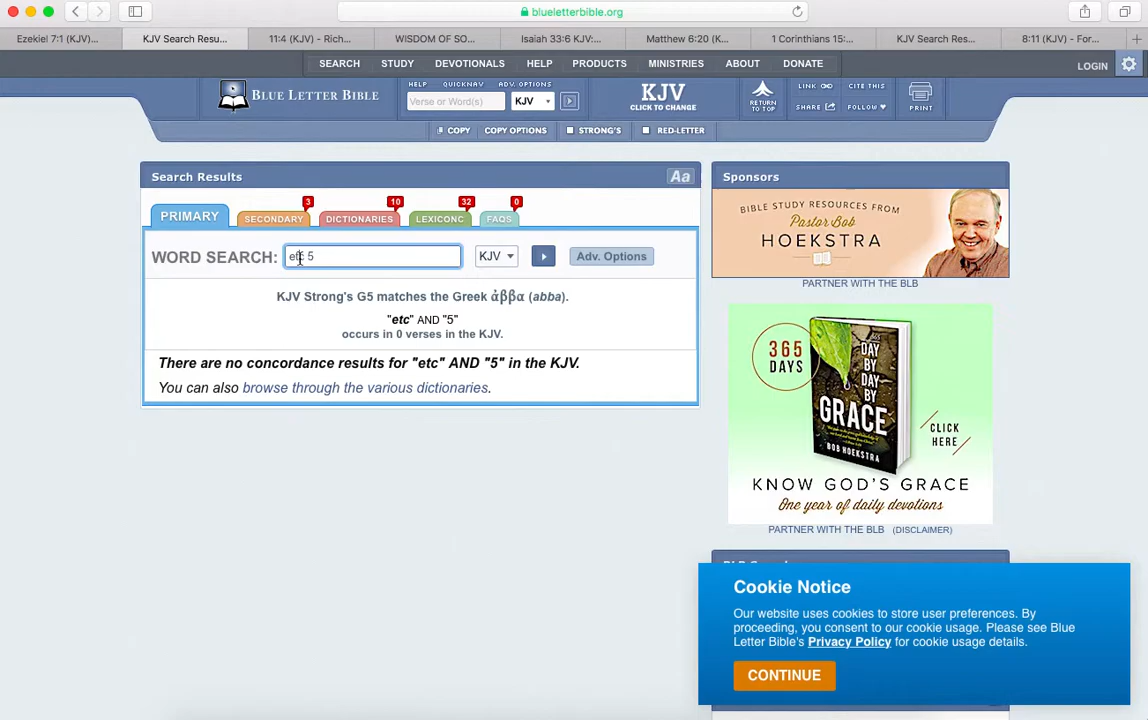 blueletterbible.org
Ezekiel 7:1 (KJV)...
KJV Search Resu...
11:4 (KJV) - Rich...
WISDOM OF SO...
Isaiah 33:6 KJV:...
Matthew 6:20 (K...
1 Corinthians 15:...
KJV Search Res...
8:11 (KJV) - For...
SEARCH STUDY DEVOTIONALS HELP PRODUCTS MINISTRIES ABOUT DONATE
LOGIN
BLUE LETTER BIBLE
HELP QUICKNAV ADV. OPTIONS
Verse or Word(s) KJV
KJV
CLICK TO CHANGE
RETURN
TO TOP
LINK CITE THIS
SHARE FOLLOW
PRINT
COPY COPY OPTIONS STRONG'S RED-LETTER
Search Results
Aa
3 10 32 0
PRIMARY SECONDARY DICTIONARIES LEXICONC FAQS
WORD SEARCH: etc 5 KJV Adv. Options
KJV Strong's G5 matches the Greek ἀββα (abba).
"etc" AND "5"
occurs in 0 verses in the KJV.
There are no concordance results for "etc" AND "5" in the KJV.
You can also browse through the various dictionaries.
Sponsors
BIBLE STUDY RESOURCES FROM
Pastor Bob
HOEKSTRA
PARTNER WITH THE BLB
365
DAYS
DAY
BY
DAY
BY
GRACE
BOB HOEKSTRA
CLICK
HERE
KNOW GOD'S GRACE
One year of daily devotions
PARTNER WITH THE BLB (DISCLAIMER)
Cookie Notice
Our website uses cookies to store user preferences. By
proceeding, you consent to our cookie usage. Please see Blue
Letter Bible's Privacy Policy for cookie usage details.
CONTINUE